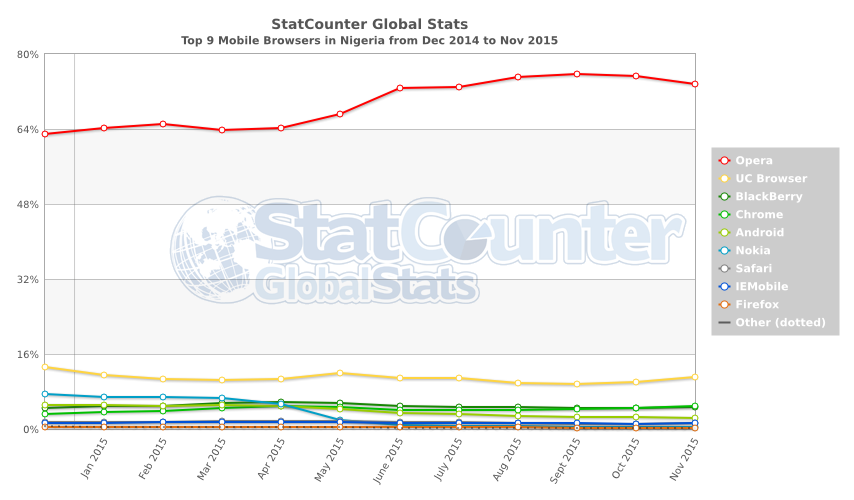 StatCounter Global Stats
Top 9 Mobile Browsers in Nigeria from Dec 2014 to Nov 2015
80%
64%
48%
32%
16%
0%
StatCounter
GlobalStats
Opera
UC Browser
BlackBerry
Chrome
Android
Nokia
Safari
IEMobile
Firefox
Other (dotted)
Jan 2015
Feb 2015
Mar 2015
Apr 2015
May 2015
June 2015
July 2015
Aug 2015
Sept 2015
Oct 2015
Nov 2015